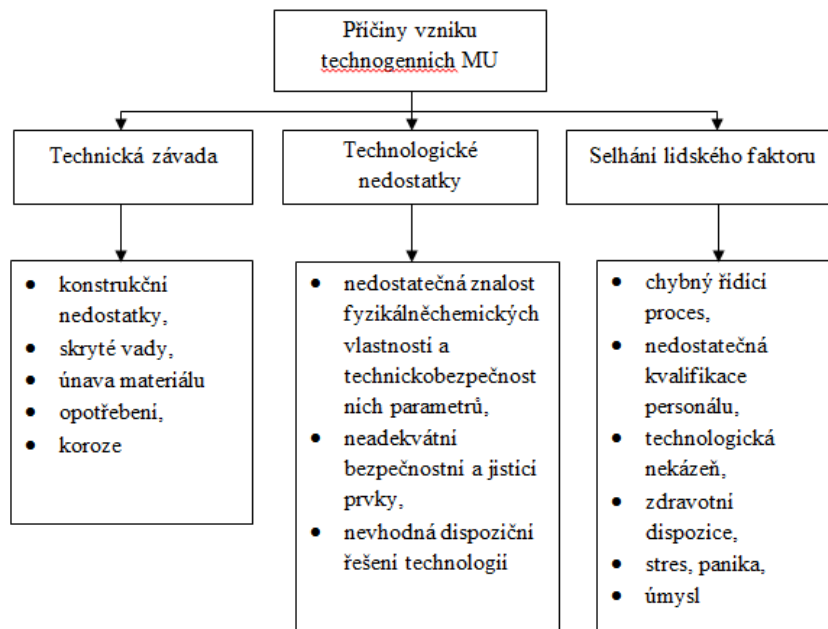 Příčiny vzniku
technogenních MU
Technická závada
Technologické
nedostatky
Selhání lidského faktoru
• konstrukční
nedostatky,
• skryté vady,
• únava materiálu
• opotřebení,
• koroze
• nedostatečná znalost
fyzikálněchemických
vlastností a
technickobezpečnost
ních parametrů,
• neadekvátní
bezpečnostní a jistící
prvky,
• nevhodná dispoziční
řešení technologií
• chybný řídící
proces,
• nedostatečná
kvalifikace
personálu,
• technologická
nekázeň,
• zdravotní
dispozice,
• stres, panika,
• úmysl